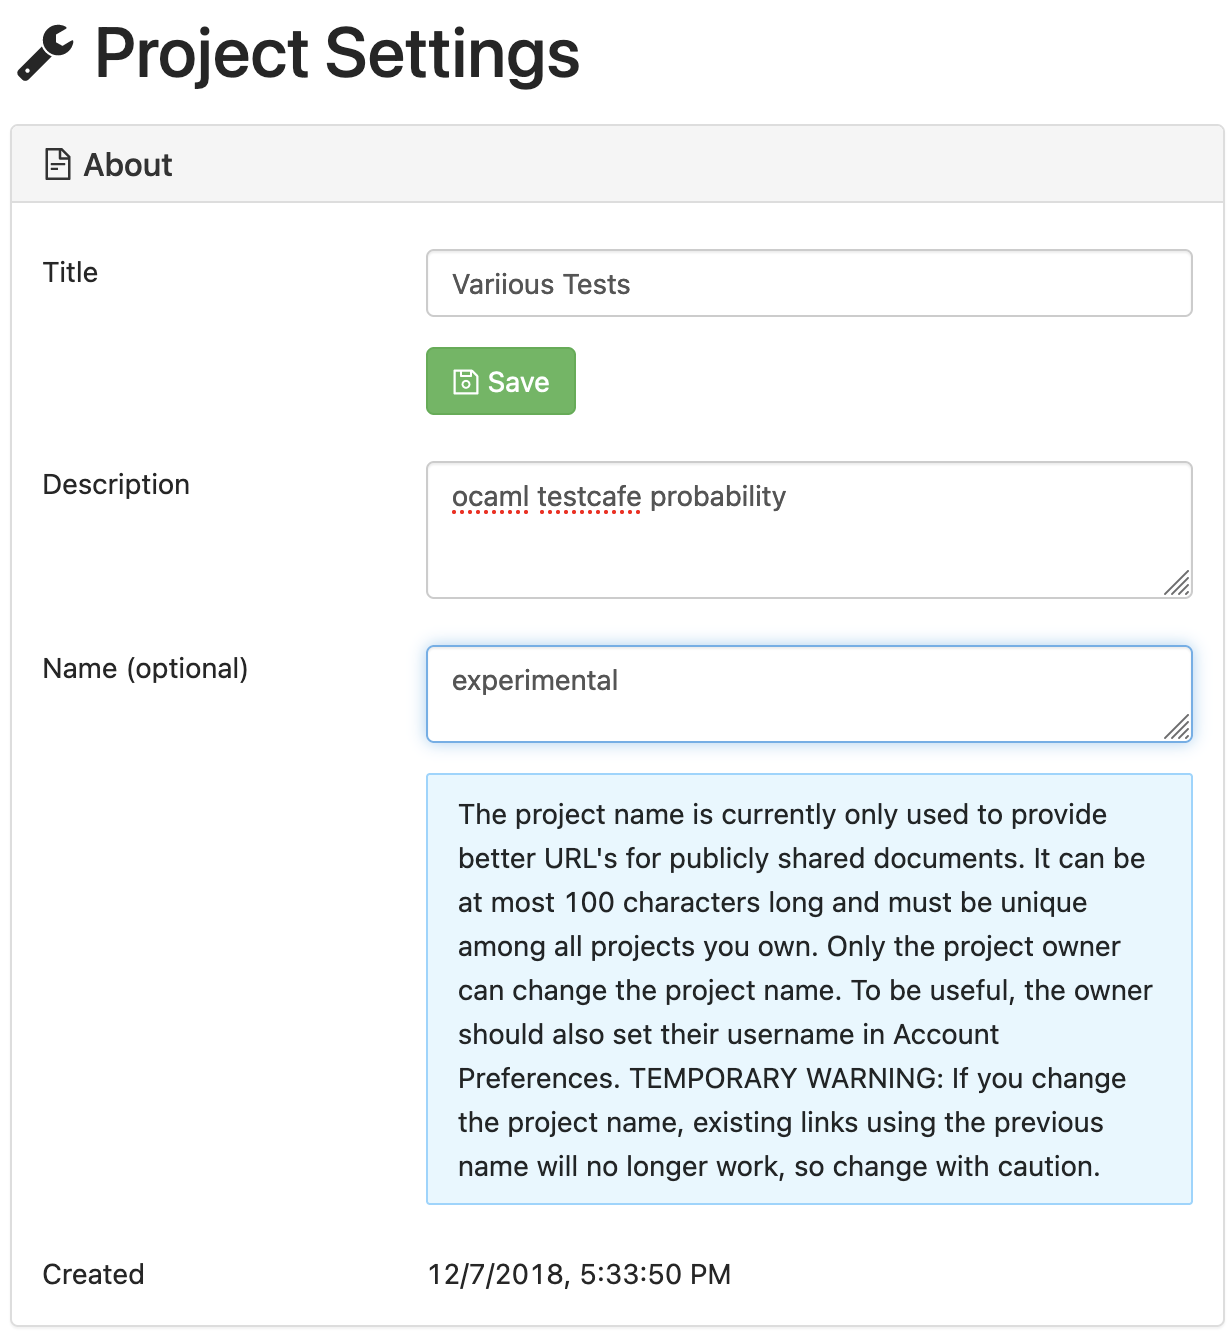 Project Settings
About
Title
Variious Tests
Save
Description
ocaml testcafe probability
Name (optional)
experimental
The project name is currently only used to provide
better URL's for publicly shared documents. It can be
at most 100 characters long and must be unique
among all projects you own. Only the project owner
can change the project name. To be useful, the owner
should also set their username in Account
Preferences. TEMPORARY WARNING: If you change
the project name, existing links using the previous
name will no longer work, so change with caution.
Created
12/7/2018, 5:33:50 PM